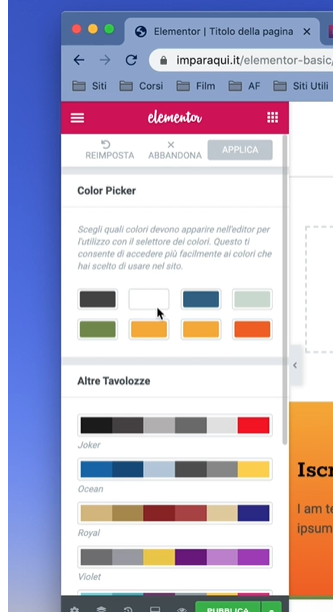 Elementor | Titolo della pagina
imparaqui.it/elementor-basic/
Siti
Corsi
Film
AF
Siti Utili
elementor
REIMPOSTA
ABBANDONA
APPLICA
Color Picker
Scegli quali colori devono apparire nell'editor per
l'utilizzo con il selettore dei colori. Questo ti
consente di accedere più facilmente ai colori che
hai scelto di usare nel sito.
Altre Tavolozze
Joker
Ocean
Iscr
Royal
I am te
ipsum
Violet
PUBBLICA